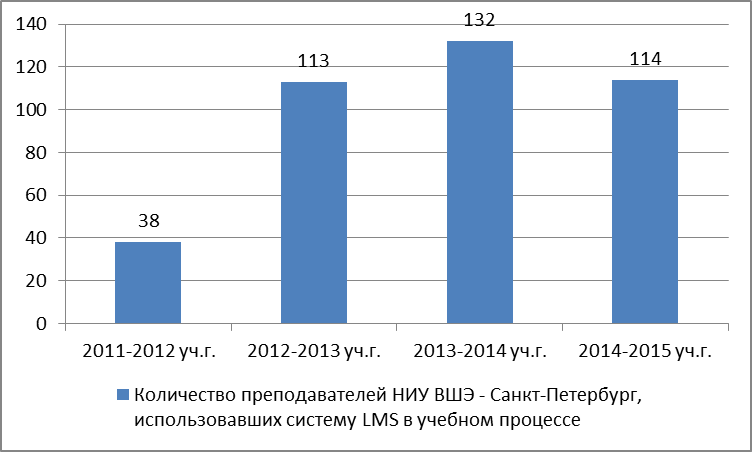 140
120
100
80
60
40
20
0
38
113
132
114
2011-2012 уч.г.
2012-2013 уч.г.
2013-2014 уч.г.
2014-2015 уч.г.
Количество преподавателей НИУ ВШЭ - Санкт-Петербург,
использовавших систему LMS в учебном процессе